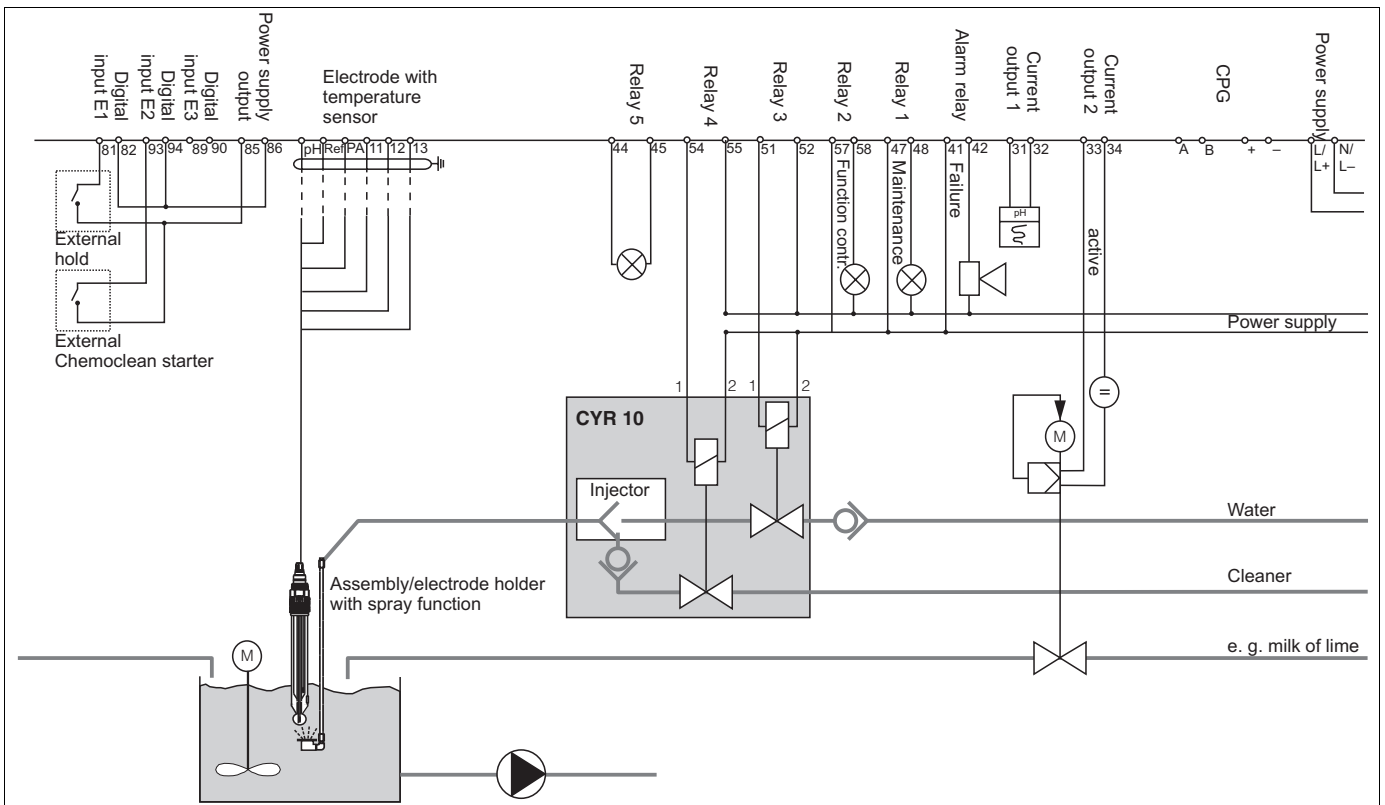 Digital
input E1
Digital
input E2
Digital
input E3
Power supply
output
Electrode with
temperature
sensor
Relay 5
Relay 4
Relay 3
Relay 2
Relay 1
Alarm relay
Current
output 1
Current
output 2
CPG
Power supply
81 82 93 94 89 90 85 86 pH Ref PA 11 12 13 44 45 54 55 51 52 57 58 47 48 41 42 31 32 33 34 A B + – L/ L+ N/ L–
Function contr.
Maintenance
Failure
pH
active
External
hold
External
Chemoclean starter
Power supply
1 2 1 2
=
CYR 10
M
Injector
Water
Cleaner
Assembly/electrode holder
with spray function
M
e. g. milk of lime